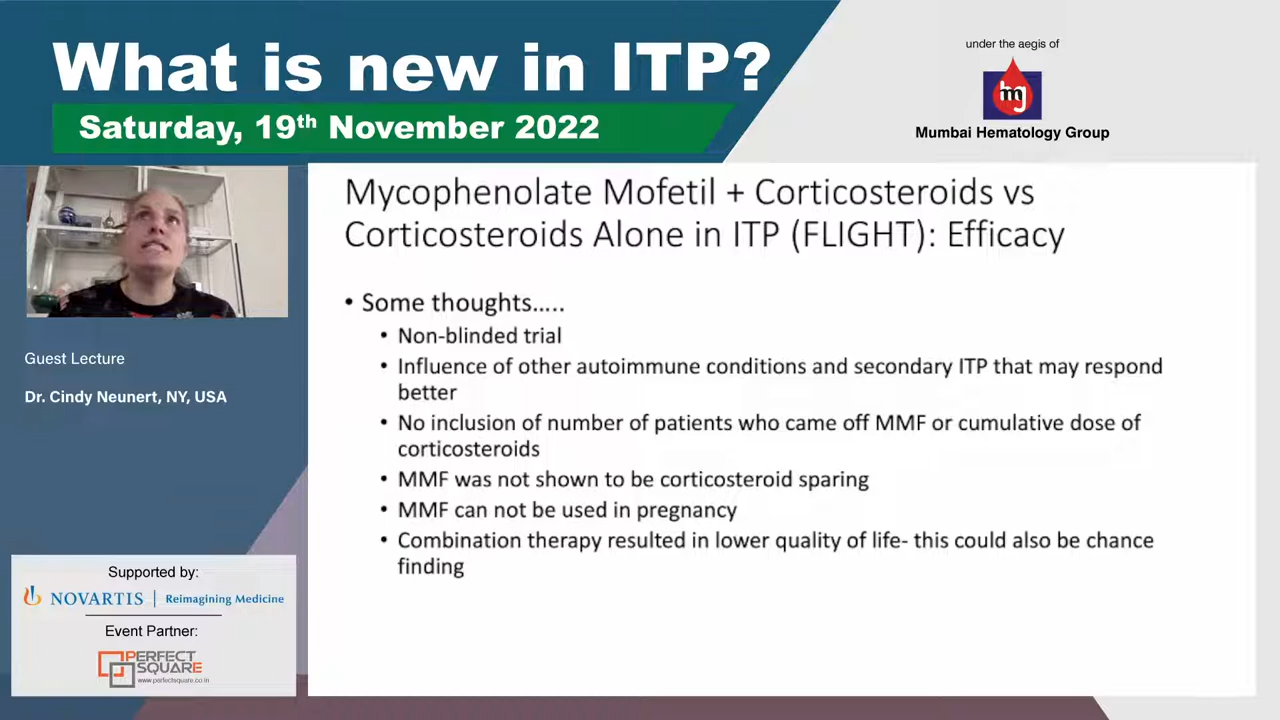 What is new in ITP?
Saturday, 19th November 2022
under the aegis of
mg
Mumbai Hematology Group
Mycophenolate Mofetil + Corticosteroids vs
Corticosteroids Alone in ITP (FLIGHT): Efficacy
• Some thoughts…..
• Non-blinded trial
• Influence of other autoimmune conditions and secondary ITP that may respond
better
• No inclusion of number of patients who came off MMF or cumulative dose of
corticosteroids
• MMF was not shown to be corticosteroid sparing
• MMF can not be used in pregnancy
• Combination therapy resulted in lower quality of life- this could also be chance
finding
Guest Lecture
Dr. Cindy Neunert, NY, USA
Supported by:
NOVARTIS | Reimagining Medicine
Event Partner:
PERFECT
SQUARE
www.perfectsquare.co.in